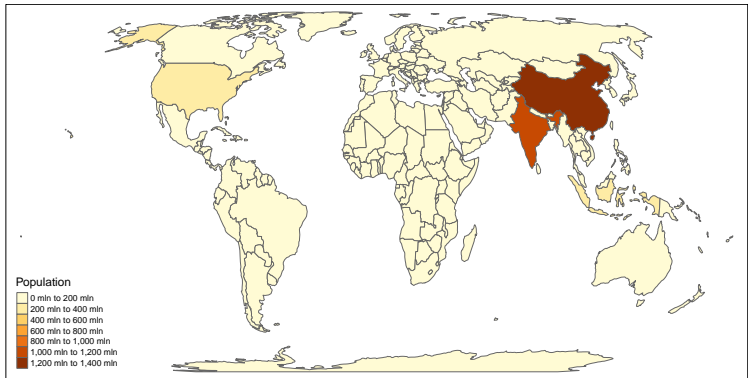 Population
0 mln to 200 mln
200 mln to 400 mln
400 mln to 600 mln
600 mln to 800 mln
800 mln to 1,000 mln
1,000 mln to 1,200 mln
1,200 mln to 1,400 mln